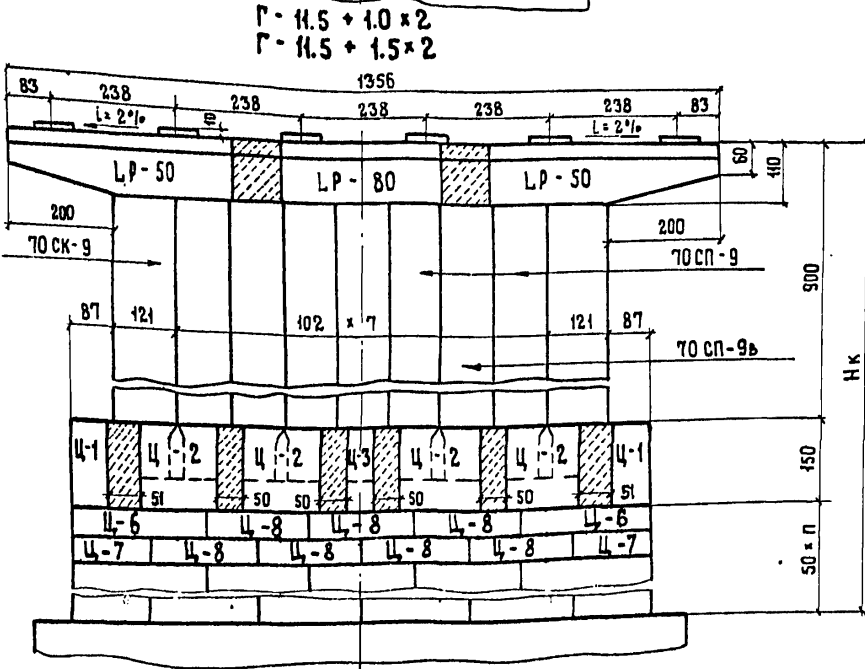 Г- 11.5 + 1.0 × 2
Г- 11.5 + 1.5 × 2
1356
83 238 238 238 238 238 83
i = 2% 10 i = 2%
LP - 50 LP - 80 LP - 50
60 110
200 200
70 СК-9 70 СП-9
900
87 121 102 × 7 121 87
70 СП-9в
Нк
Ц-1 Ц-2 Ц-2 Ц-3 Ц-2 Ц-2 Ц-1
150
51 50 50 50 50 51
Ц-6 Ц-8 Ц-8 Ц-8 Ц-6
Ц-7 Ц-8 Ц-8 Ц-8 Ц-8 Ц-7
50 × п